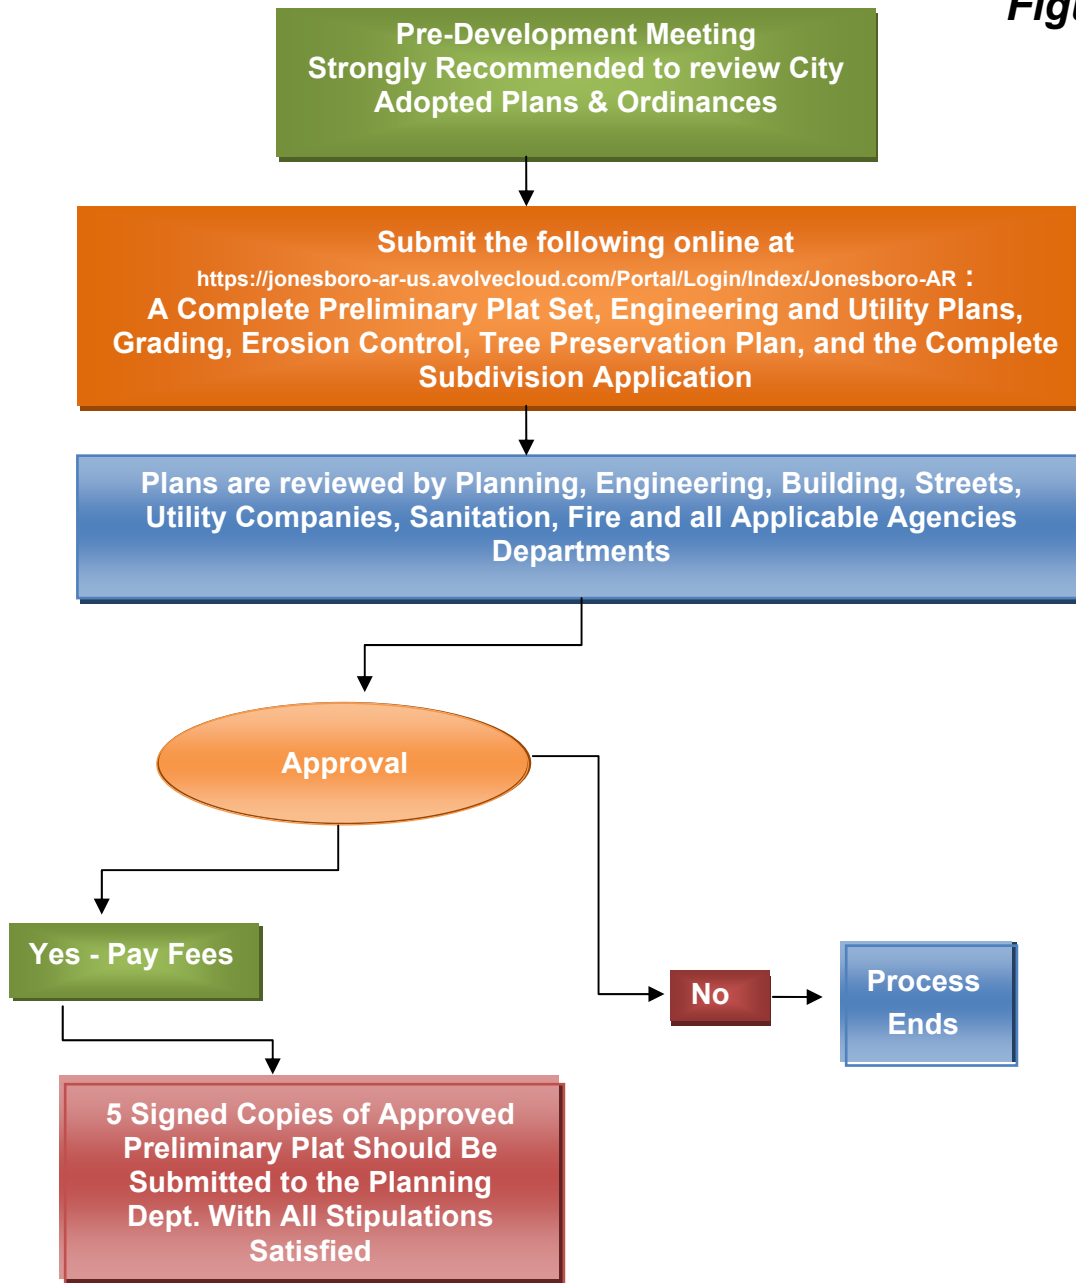 Pre-Development Meeting
Strongly Recommended to review City
Adopted Plans & Ordinances
Submit the following online at
https://jonesboro-ar-us.avolvecloud.com/Portal/Login/Index/Jonesboro-AR :
A Complete Preliminary Plat Set, Engineering and Utility Plans,
Grading, Erosion Control, Tree Preservation Plan, and the Complete
Subdivision Application
Plans are reviewed by Planning, Engineering, Building, Streets,
Utility Companies, Sanitation, Fire and all Applicable Agencies
Departments
Approval
Yes - Pay Fees
No
Process
Ends
5 Signed Copies of Approved
Preliminary Plat Should Be
Submitted to the Planning
Dept. With All Stipulations
Satisfied